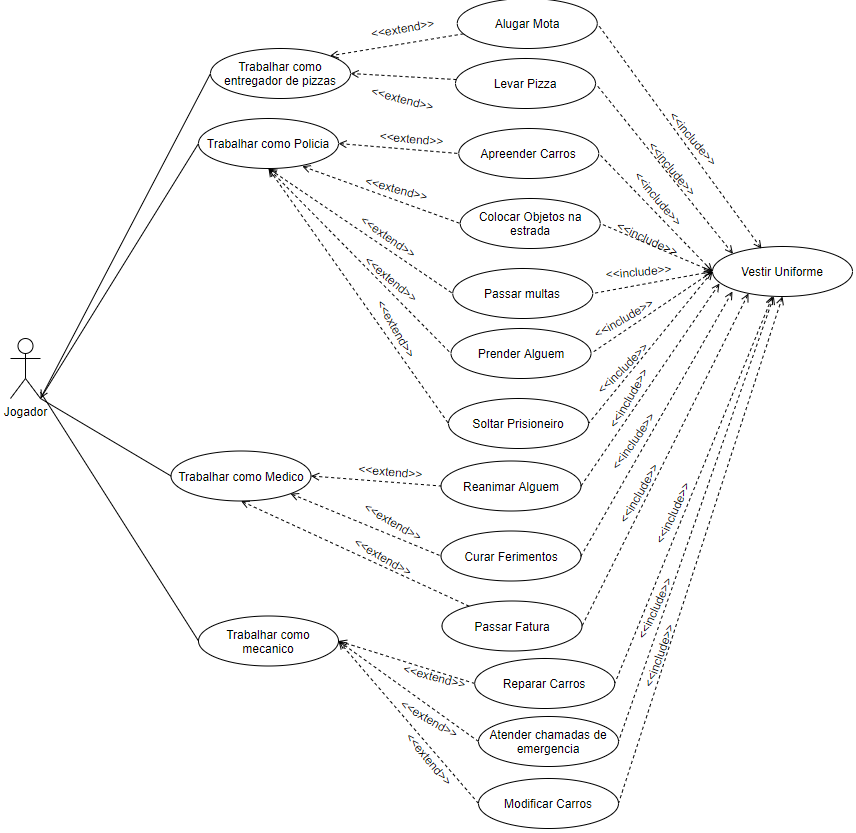 Alugar Mota
<<extend>>
Trabalhar como
entregador de pizzas
Levar Pizza
<<extend>>
<<include>>
Trabalhar como Policia
<<extend>>
Apreender Carros
<<include>>
<<include>>
<<extend>>
Colocar Objetos na
estrada
<<include>>
<<extend>>
Vestir Uniforme
<<include>>
<<extend>>
Passar multas
<<include>>
<<extend>>
Prender Alguem
<<include>>
Jogador
Soltar Prisioneiro
<<include>>
<<include>>
Trabalhar como Medico
<<extend>>
Reanimar Alguem
<<include>>
<<extend>>
<<include>>
<<extend>>
Curar Ferimentos
<<include>>
Passar Fatura
<<include>>
Trabalhar como
mecanico
<<include>>
<<extend>>
Reparar Carros
<<extend>>
Atender chamadas de
emergencia
<<extend>>
Modificar Carros